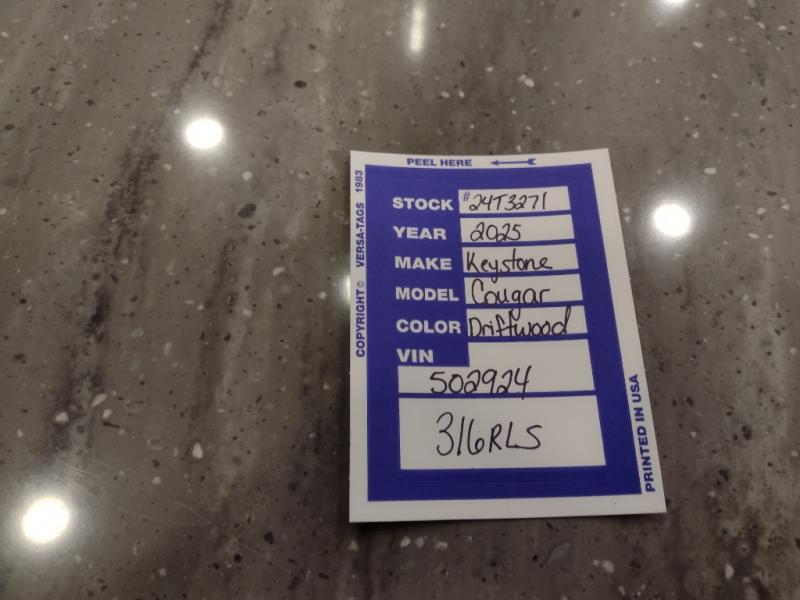 PEEL HERE
STOCK #24T3271
YEAR 2025
MAKE Keystone
MODEL Cougar
COLOR Driftwood
VIN
502924
316RLS
COPYRIGHT© VERSA-TAGS 1983
PRINTED IN USA